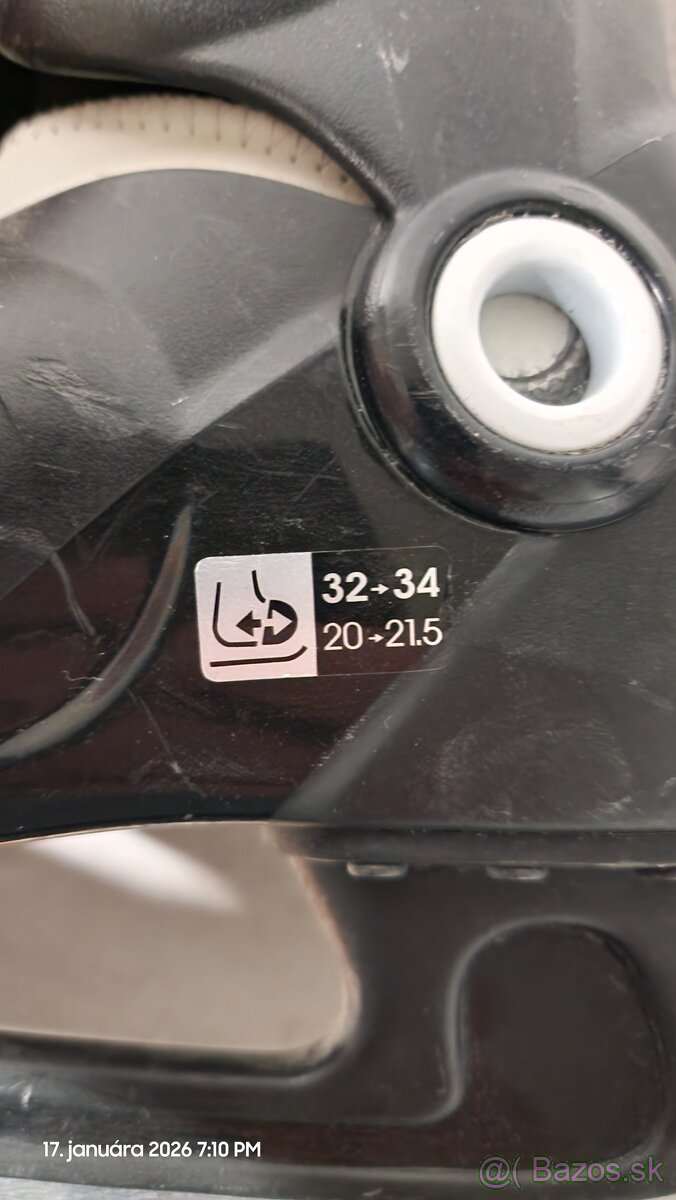 32→34
20→21.5
17. januára 2026 7:10 PM
@( Bazos.sk